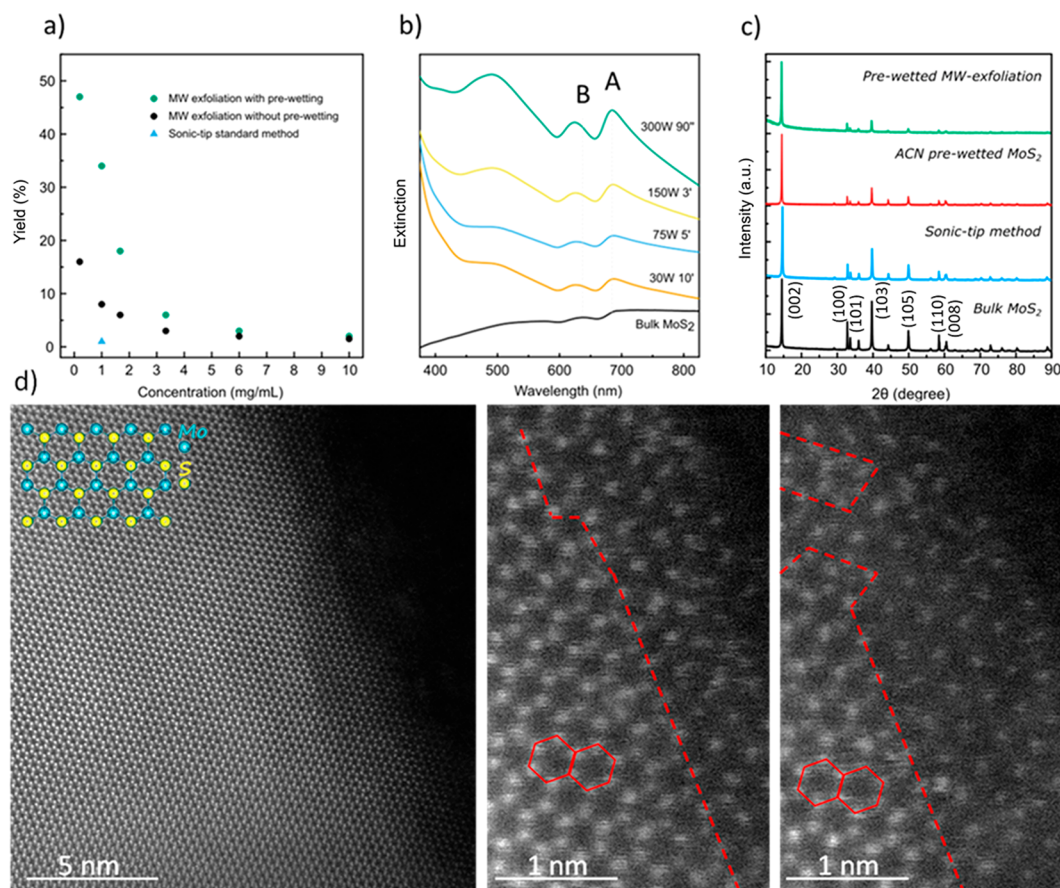 a)
50
40
30
20
10
0
Yield (%)
MW exfoliation with pre-wetting
MW exfoliation without pre-wetting
Sonic-tip standard method
0 1 2 3 4 5 6 7 8 9 10
Concentration (mg/mL)
b)
Extinction
B A
300W 90"
150W 3'
75W 5'
30W 10'
Bulk MoS2
400 500 600 700 800
Wavelength (nm)
c)
Intensity (a.u.)
Pre-wetted MW-exfoliation
ACN pre-wetted MoS2
Sonic-tip method
Bulk MoS2
(002)
(100)
(101)
(103)
(105)
(110)
(008)
10 20 30 40 50 60 70 80 90
2θ (degree)
d)
Mo
S
5 nm
1 nm
1 nm